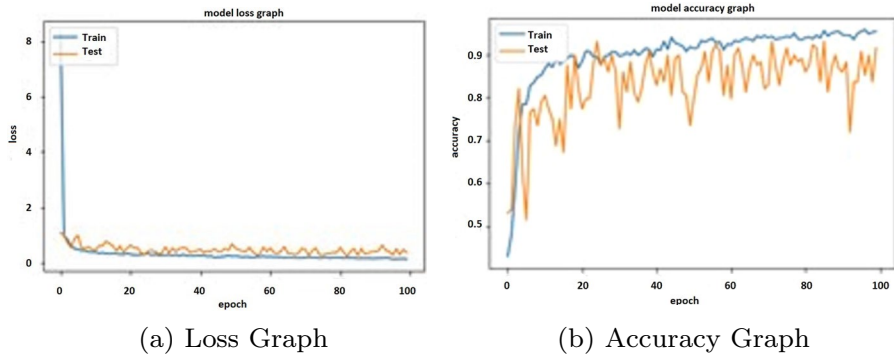 model loss graph
8
6
4
2
0
loss
Train
Test
0 20 40 60 80 100
epoch
(a) Loss Graph
model accuracy graph
0.9
0.8
0.7
0.6
0.5
accuracy
Train
Test
0 20 40 60 80 100
epoch
(b) Accuracy Graph